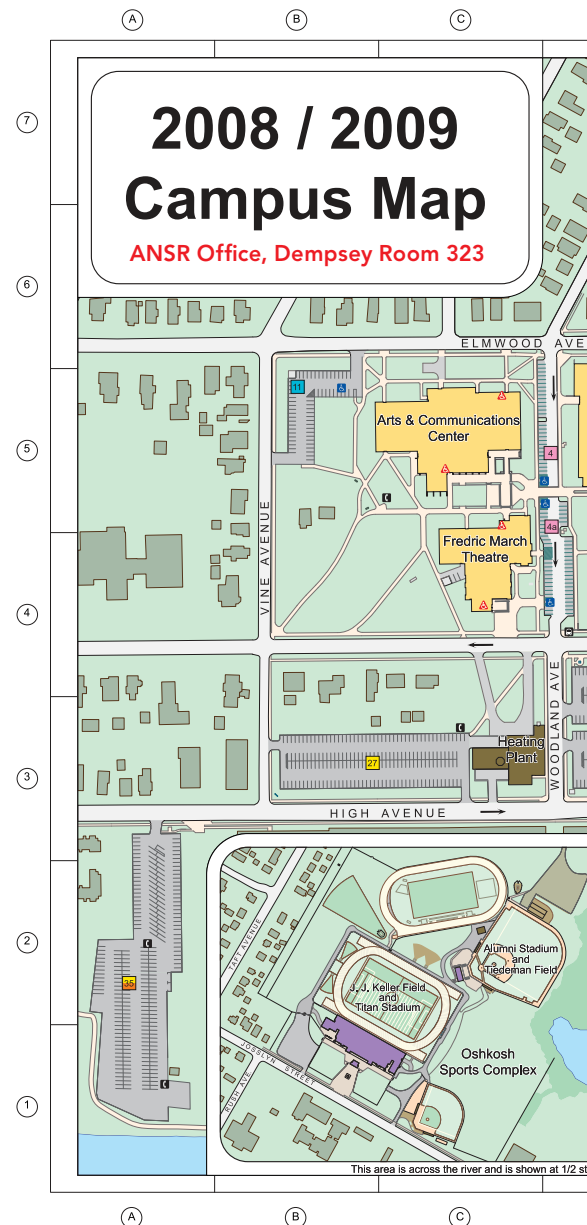 A
B
C
7
2008 / 2009
Campus Map
ANSR Office, Dempsey Room 323
6
ELMWOOD AVE
11
5
Arts & Communications
Center
4
4a
VINE AVENUE
Fredric March
Theatre
4
WOODLAND AVE
Heating
Plant
27
3
HIGH AVENUE
2
TAFT AVENUE
Alumni Stadium
and
Tiedeman Field
35
J. J. Keller Field
and
Titan Stadium
JOSSLYN STREET
Oshkosh
Sports Complex
RUSH AVE
1
This area is across the river and is shown at 1/2 st
A
B
C